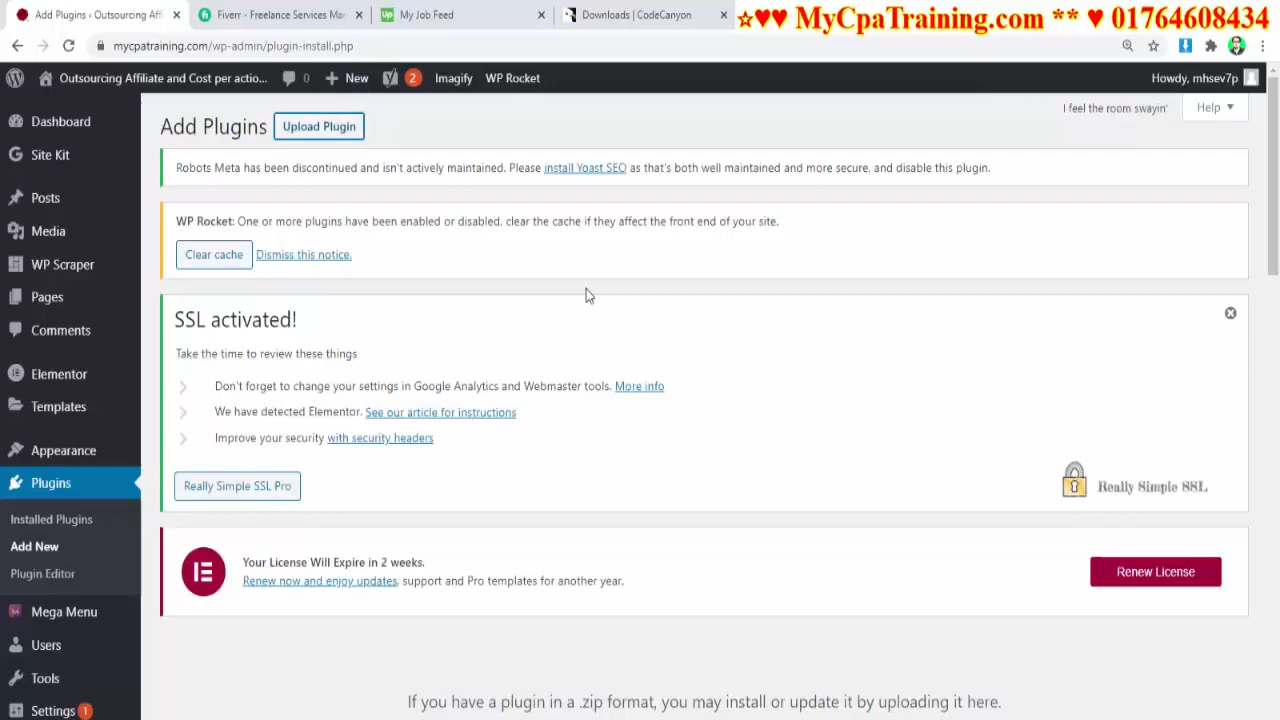 Add Plugins ‹ Outsourcing Affi
Fiverr - Freelance Services Mar
My Job Feed
Downloads | CodeCanyon
☆♥♥ MyCpaTraining.com ** ♥ 01764608434
mycpatraining.com/wp-admin/plugin-install.php
Outsourcing Affiliate and Cost per actio...
0
New
2
Imagify
WP Rocket
Howdy, mhsev7p
I feel the room swayin'
Help
Add Plugins
Upload Plugin
Dashboard
Site Kit
Posts
Media
WP Scraper
Pages
Comments
Elementor
Templates
Appearance
Plugins
Installed Plugins
Add New
Plugin Editor
Mega Menu
Users
Tools
Settings 1
Robots Meta has been discontinued and isn't actively maintained. Please install Yoast SEO as that's both well maintained and more secure, and disable this plugin.
WP Rocket: One or more plugins have been enabled or disabled, clear the cache if they affect the front end of your site.
Clear cache
Dismiss this notice.
SSL activated!
Take the time to review these things
Don't forget to change your settings in Google Analytics and Webmaster tools. More info
We have detected Elementor. See our article for instructions
Improve your security with security headers
Really Simple SSL Pro
Really Simple SSL
Your License Will Expire in 2 weeks.
Renew now and enjoy updates, support and Pro templates for another year.
Renew License
If you have a plugin in a .zip format, you may install or update it by uploading it here.